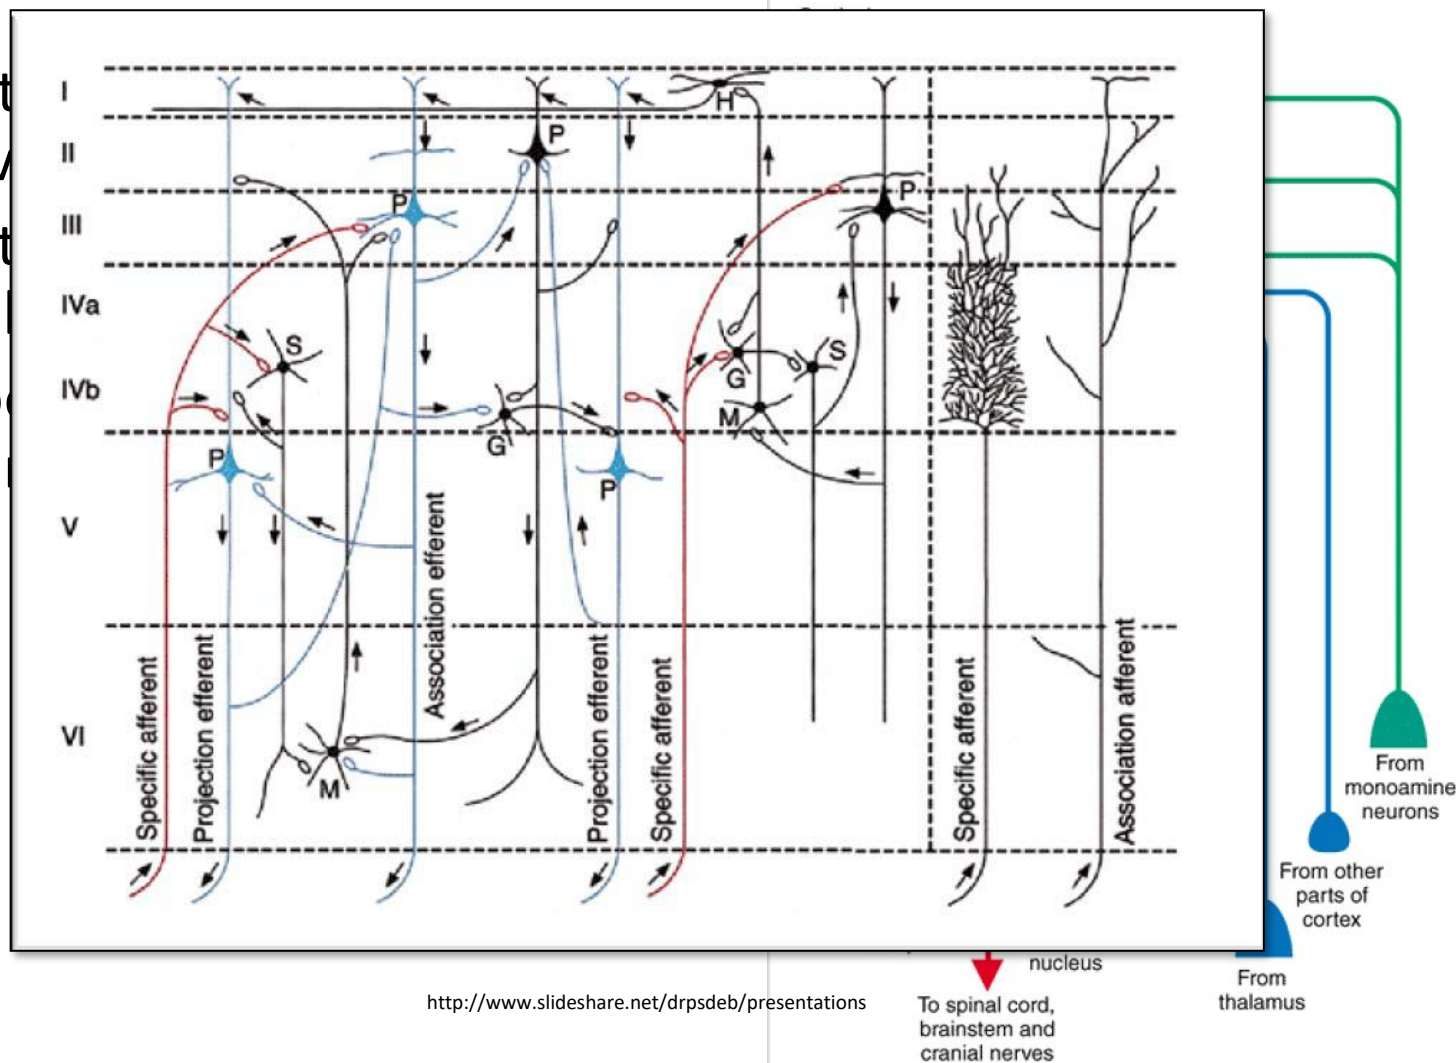 I
II
III
IVa
IVb
V
VI
H
P
P
P
S
S
G
M
G
P
P
M
Specific afferent
Projection efferent
Association efferent
Projection efferent
Specific afferent
Specific afferent
Association afferent
From
monoamine
neurons
From other
parts of
cortex
From
thalamus
nucleus
To spinal cord,
brainstem and
cranial nerves
http://www.slideshare.net/drpsdeb/presentations